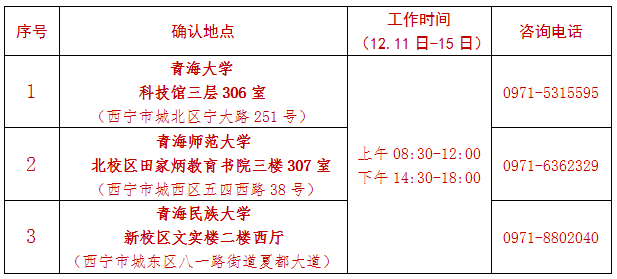 序号 确认地点 工作时间 咨询电话
（12.11日-15日）
1 青海大学
科技馆三层306室
（西宁市城北区宁大路251号）
0971-5315595
2 青海师范大学
北校区田家炳教育书院三楼307室
（西宁市城西区五四西路38号）
上午08:30-12:00
下午14:30-18:00
0971-6362329
3 青海民族大学
新校区文实楼二楼西厅
（西宁市城东区八一路街道夏都大道）
0971-8802040